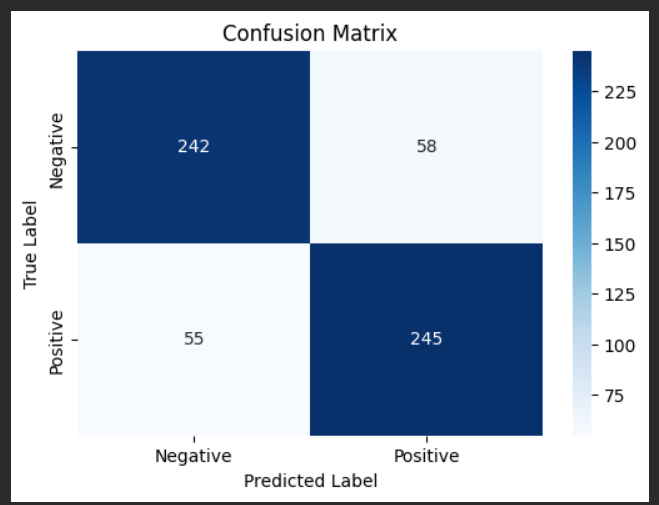 Confusion Matrix
True Label
Negative
Positive
242
58
55
245
Negative
Positive
Predicted Label
225
200
175
150
125
100
75